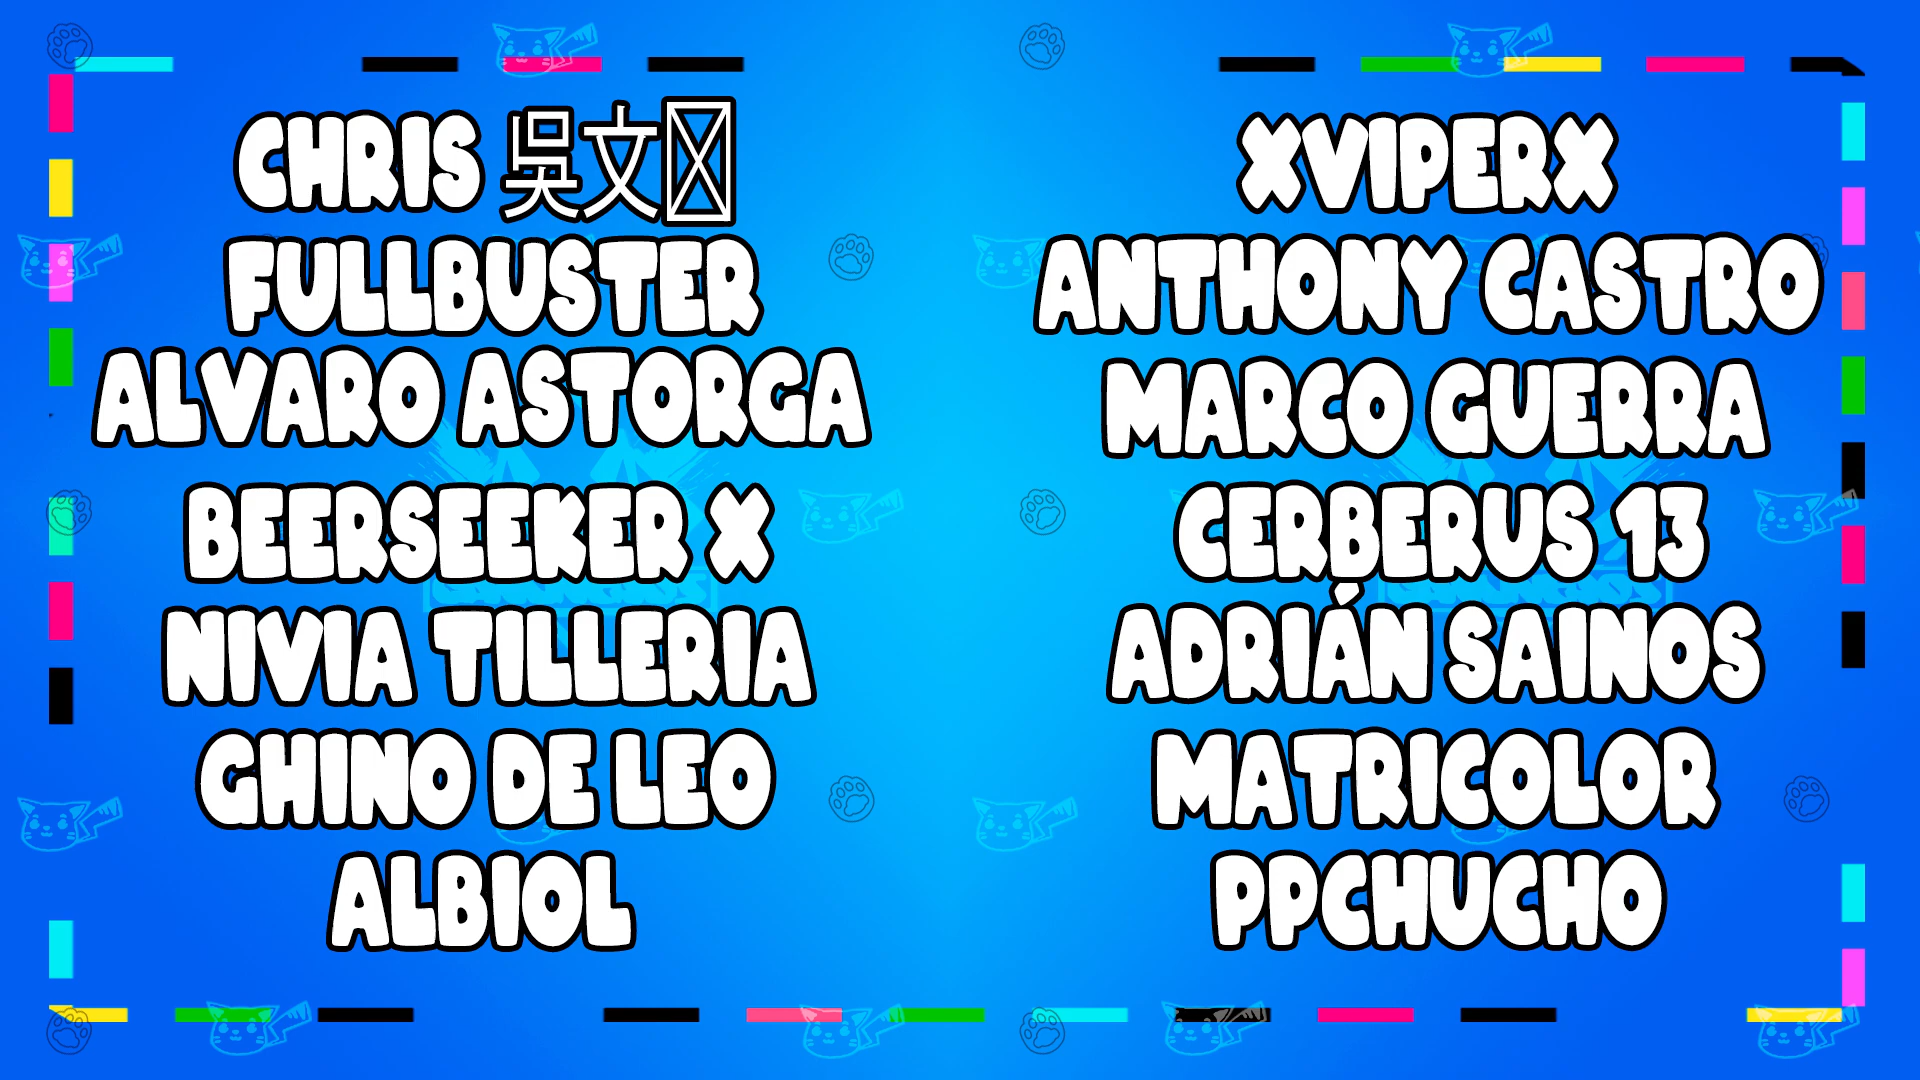 CHRIS 吳文
FULLBUSTER
ALVARO ASTORGA
BEERSEEKER X
NIVIA TILLERIA
GHINO DE LEO
ALBIOL
XVIPERX
ANTHONY CASTRO
MARCO GUERRA
CERBERUS 13
ADRIÁN SAINOS
MATRICOLOR
PPCHUCHO